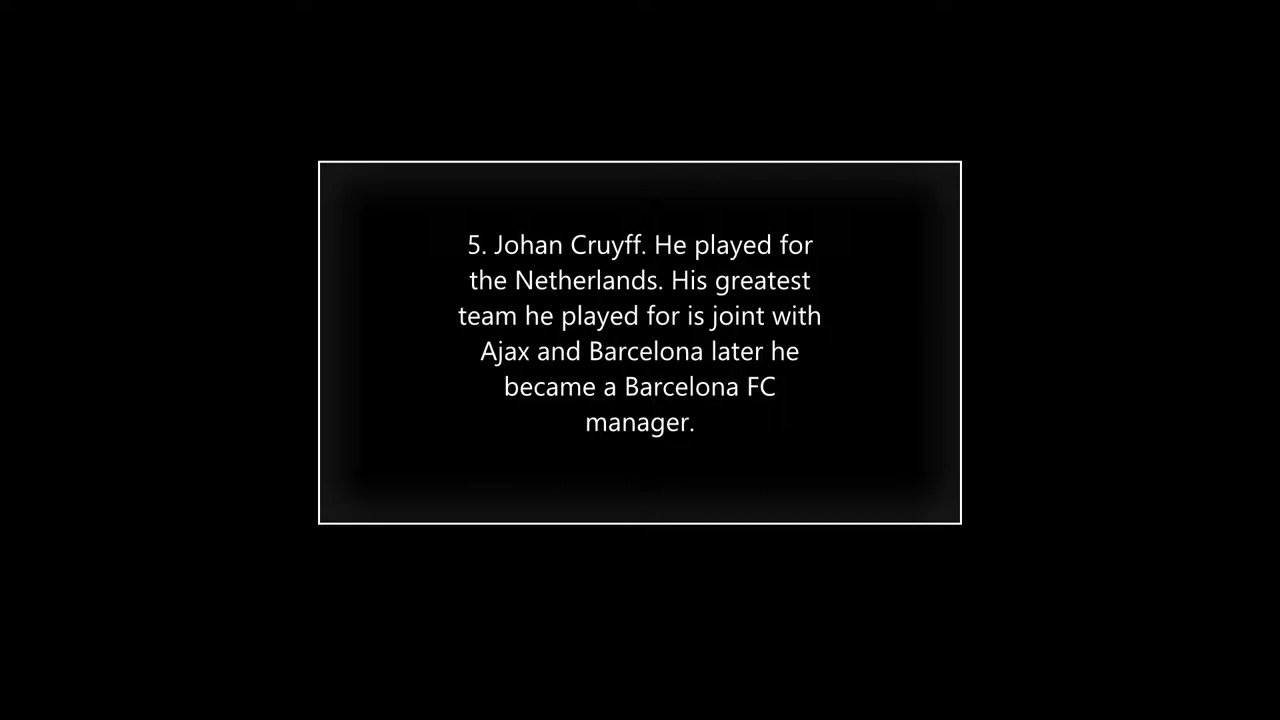 5. Johan Cruyff. He played for
the Netherlands. His greatest
team he played for is joint with
Ajax and Barcelona later he
became a Barcelona FC
manager.